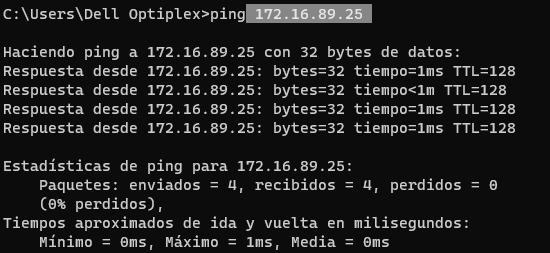 C:\Users\Dell Optiplex>ping 172.16.89.25
Haciendo ping a 172.16.89.25 con 32 bytes de datos:
Respuesta desde 172.16.89.25: bytes=32 tiempo=1ms TTL=128
Respuesta desde 172.16.89.25: bytes=32 tiempo<1m TTL=128
Respuesta desde 172.16.89.25: bytes=32 tiempo=1ms TTL=128
Respuesta desde 172.16.89.25: bytes=32 tiempo=1ms TTL=128
Estadísticas de ping para 172.16.89.25:
Paquetes: enviados = 4, recibidos = 4, perdidos = 0
(0% perdidos),
Tiempos aproximados de ida y vuelta en milisegundos:
Mínimo = 0ms, Máximo = 1ms, Media = 0ms